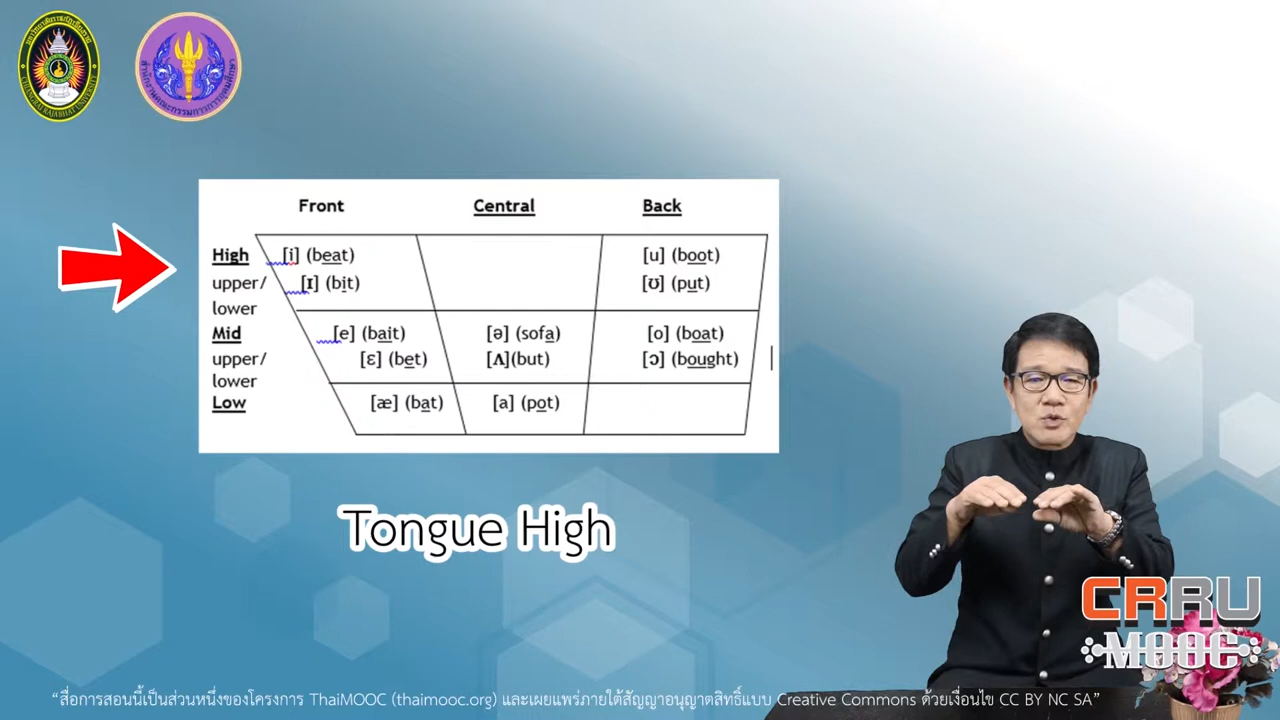 Front Central Back
High [i] (beat) [u] (boot)
upper/ [ɪ] (bit) [ʊ] (put)
lower
Mid [e] (bait) [ə] (sofa) [o] (boat)
upper/ [ɛ] (bet) [ʌ](but) [ɔ] (bought)
lower
Low [æ] (bat) [a] (pot)
Tongue High
CRRU
MOOC
“สื่อการสอนนี้เป็นส่วนหนึ่งของโครงการ ThaiMOOC (thaimooc.org) และเผยแพร่ภายใต้สัญญาอนุญาตสิทธิ์แบบ Creative Commons ด้วยเงื่อนไข CC BY NC SA”